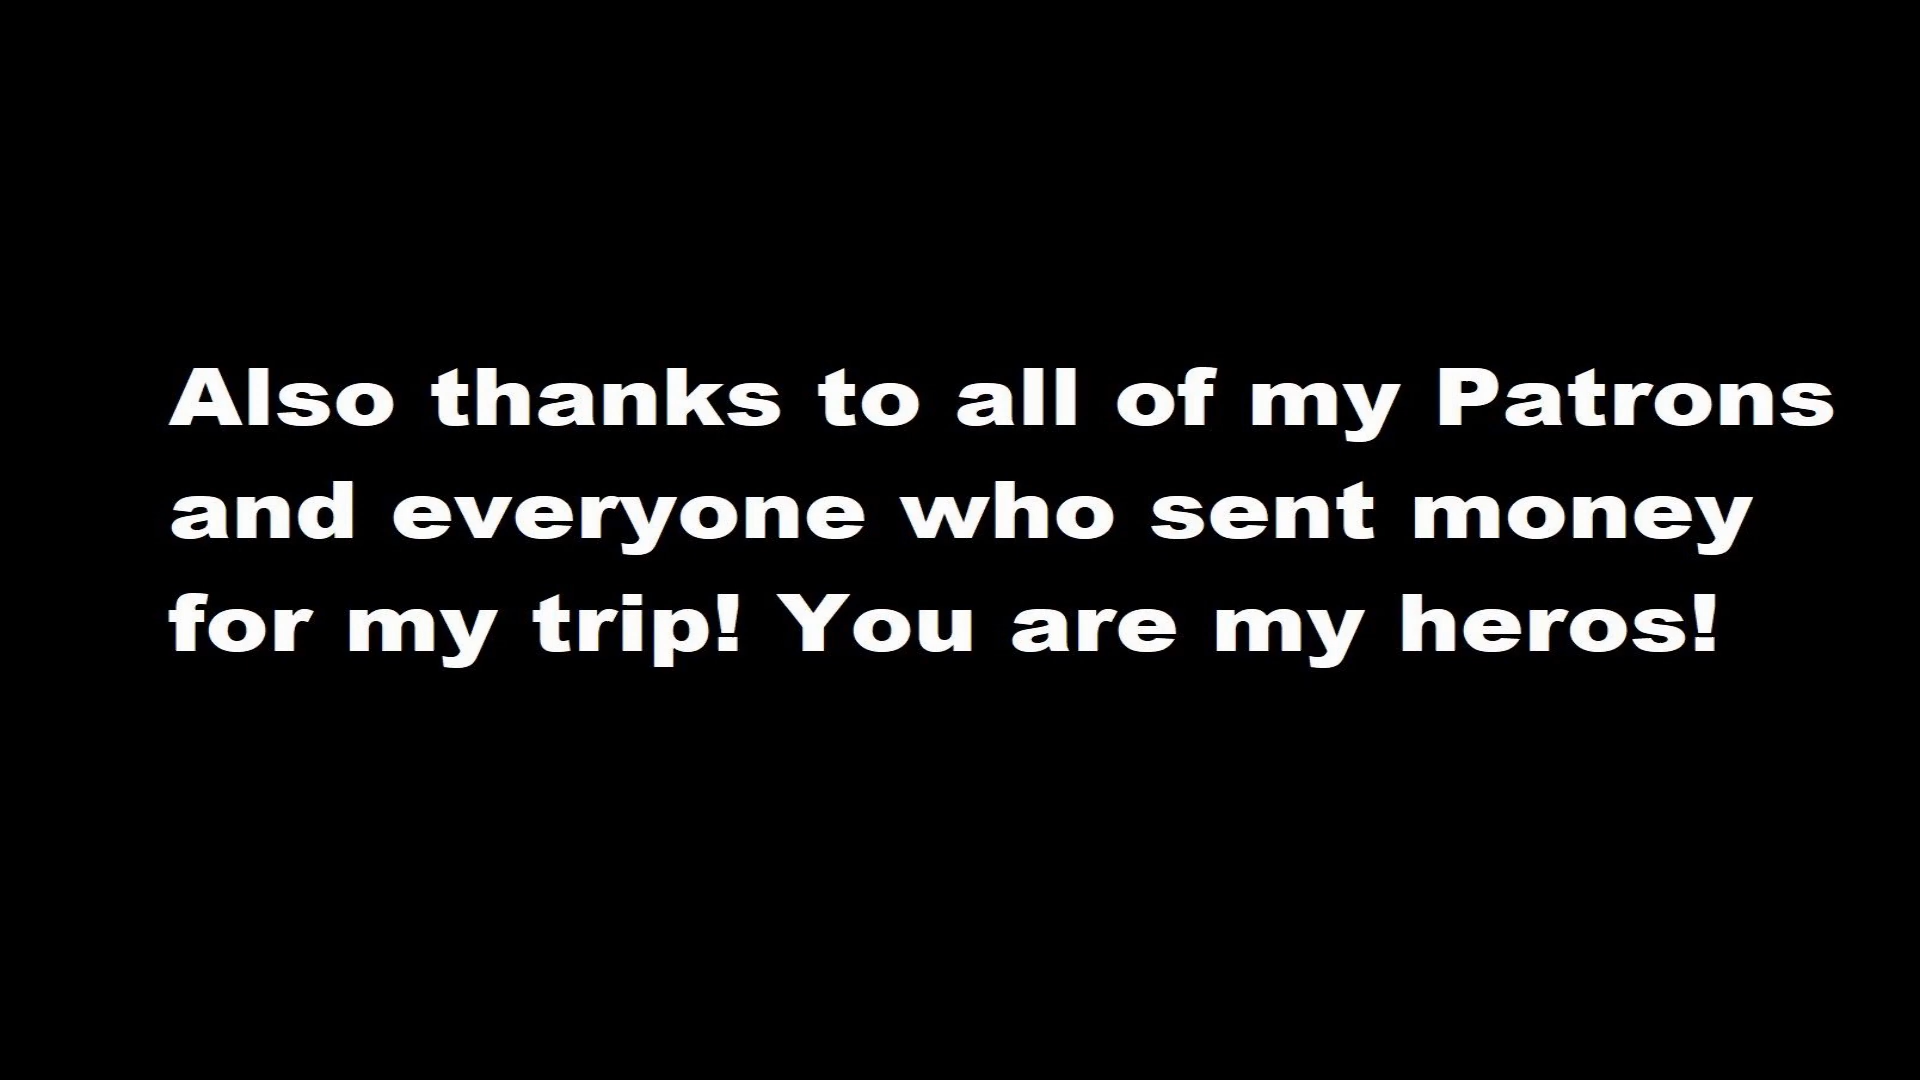 Also thanks to all of my Patrons
and everyone who sent money
for my trip! You are my heros!